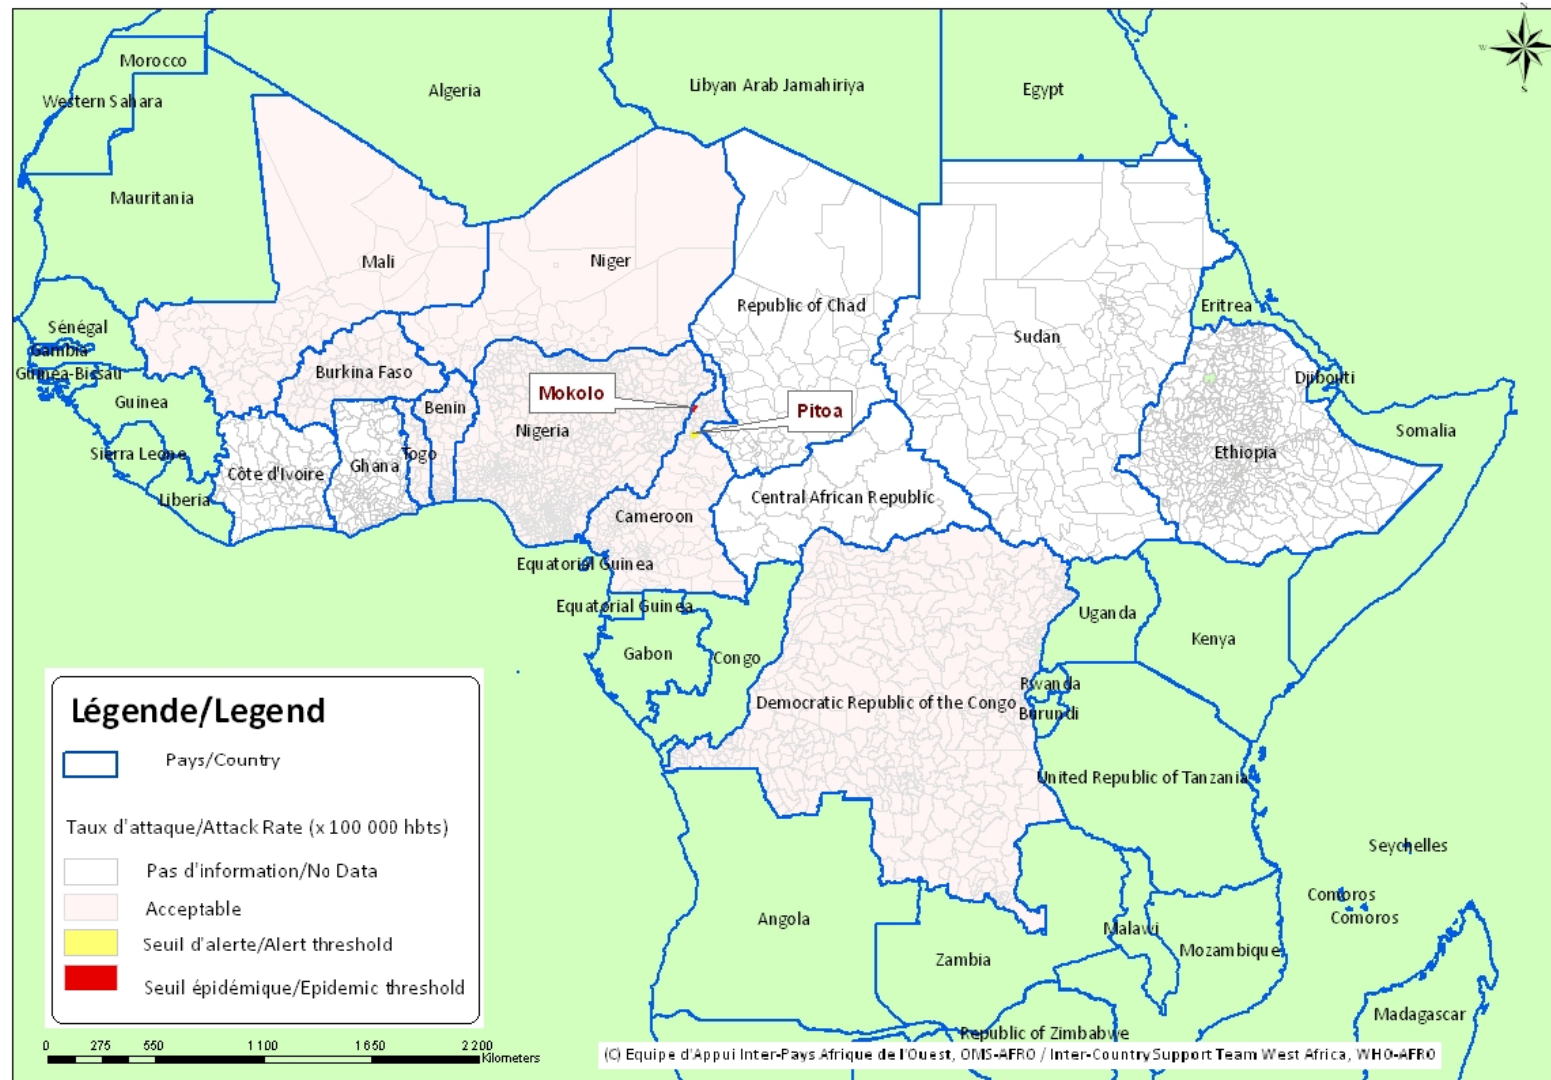 N
W
S
Morocco
Western Sahara
Algeria
Libyan Arab Jamahiriya
Egypt
Mauritania
Mali
Niger
Republic of Chad
Sudan
Eritrea
Sénégal
Gambia
Guinea-Bissau
Guinea
Burkina Faso
Benin
Mokolo
Pitoa
Djibouti
Nigeria
Somalia
Sierra Leone
Liberia
Côte d'Ivoire
Ghana
Togo
Ethiopia
Central African Republic
Cameroon
Equatorial Guinea
Equatorial Guinea
Gabon
Congo
Uganda
Kenya
Rwanda
Burundi
Democratic Republic of the Congo
United Republic of Tanzania
Seychelles
Comoros
Comoros
Angola
Malawi
Mozambique
Zambia
Madagascar
Republic of Zimbabwe
Légende/Legend
Pays/Country
Taux d'attaque/Attack Rate (x 100 000 hbts)
Pas d'information/No Data
Acceptable
Seuil d'alerte/Alert threshold
Seuil épidémique/Epidemic threshold
0 275 550 1 100 1 650 2 200
Kilometers
(C) Equipe d'Appui Inter-Pays Afrique de l'Ouest, OMS-AFRO / Inter-Country Support Team West Africa, WHO-AFRO